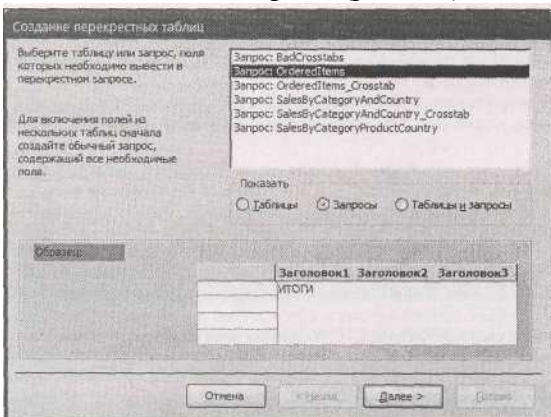 Создание перекрестных таблиц
Выберите таблицу или запрос, поля
которых необходимо вывести в
перекрестном запросе.
Для включения полей из
нескольких таблиц сначала
создайте обычный запрос,
содержащий все необходимые
поля.
Запрос: BadCrosstabs
Запрос: OrderedItems
Запрос: OrderedItems_Crosstab
Запрос: SalesByCategoryAndCountry
Запрос: SalesByCategoryAndCountry_Crosstab
Запрос: SalesByCategoryProductCountry
Показать
Таблицы Запросы Таблицы и запросы
Образец:
Заголовок1 Заголовок2 Заголовок3
ИТОГИ
Отмена < Назад Далее > Готово